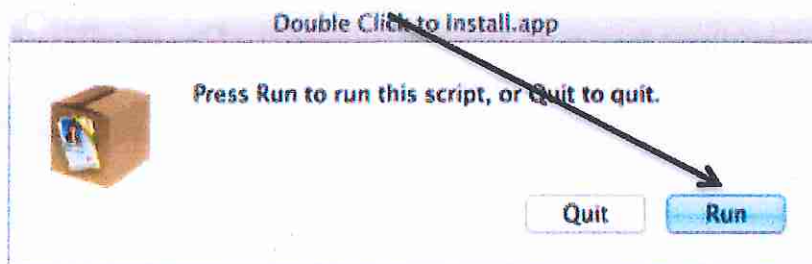 Double Click to Install.app
Press Run to run this script, or Quit to quit.
Quit
Run